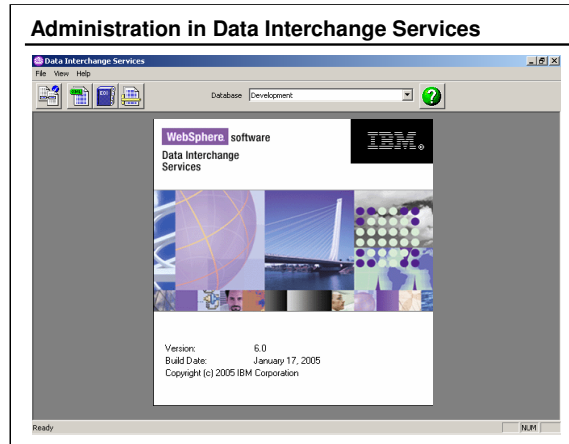 Administration in Data Interchange Services
Data Interchange Services
File View Help
EDI
Database Development
WebSphere software
IBM®
Data Interchange
Services
Version: 6.0
Build Date: January 17, 2005
Copyright (c) 2005 IBM Corporation
Ready
NUM